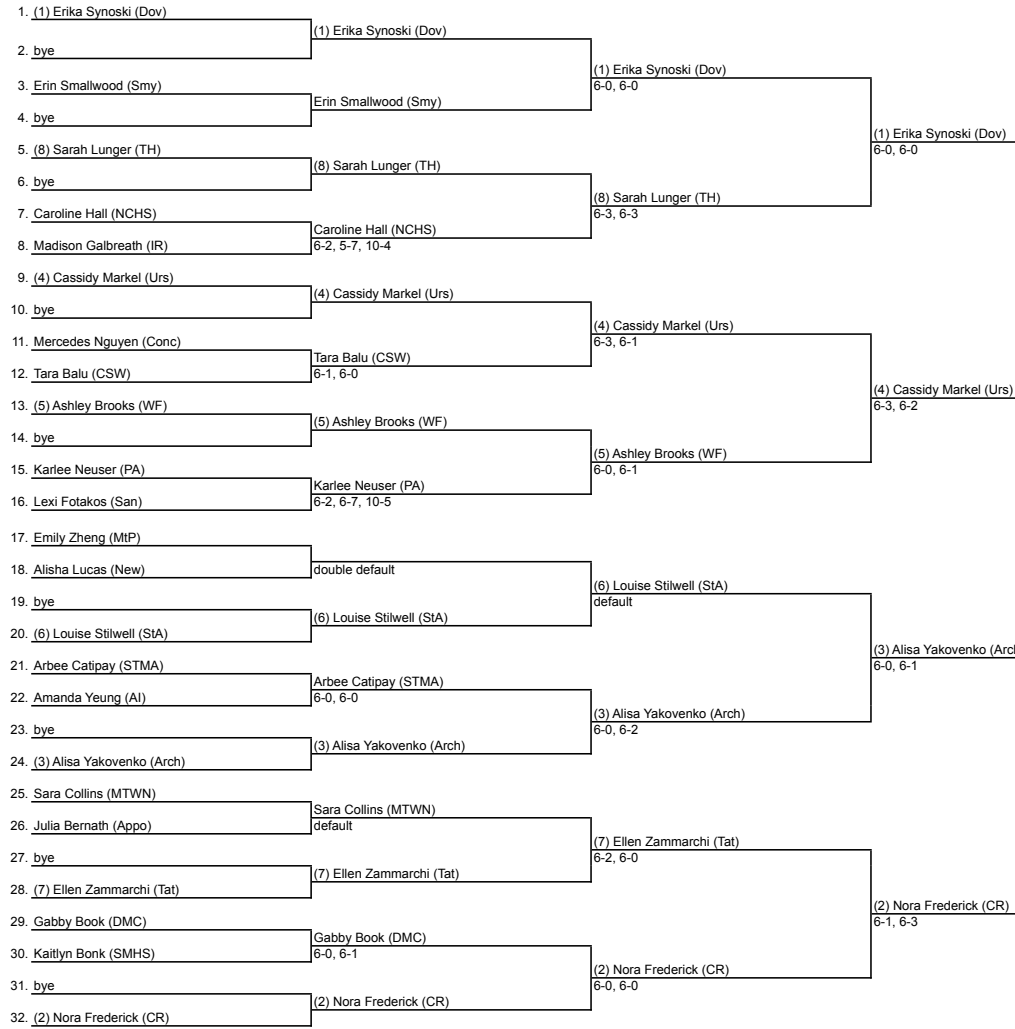 1. (1) Erika Synoski (Dov)
2. bye
3. Erin Smallwood (Smy)
4. bye
5. (8) Sarah Lunger (TH)
6. bye
7. Caroline Hall (NCHS)
8. Madison Galbreath (IR)
9. (4) Cassidy Markel (Urs)
10. bye
11. Mercedes Nguyen (Conc)
12. Tara Balu (CSW)
13. (5) Ashley Brooks (WF)
14. bye
15. Karlee Neuser (PA)
16. Lexi Fotakos (San)
17. Emily Zheng (MtP)
18. Alisha Lucas (New)
19. bye
20. (6) Louise Stilwell (StA)
21. Arbee Catipay (STMA)
22. Amanda Yeung (AI)
23. bye
24. (3) Alisa Yakovenko (Arch)
25. Sara Collins (MTWN)
26. Julia Bernath (Appo)
27. bye
28. (7) Ellen Zammarchi (Tat)
29. Gabby Book (DMC)
30. Kaitlyn Bonk (SMHS)
31. bye
32. (2) Nora Frederick (CR)
(1) Erika Synoski (Dov)
Erin Smallwood (Smy)
(8) Sarah Lunger (TH)
Caroline Hall (NCHS)
6-2, 5-7, 10-4
(4) Cassidy Markel (Urs)
Tara Balu (CSW)
6-1, 6-0
(5) Ashley Brooks (WF)
Karlee Neuser (PA)
6-2, 6-7, 10-5
double default
(6) Louise Stilwell (StA)
Arbee Catipay (STMA)
6-0, 6-0
(3) Alisa Yakovenko (Arch)
Sara Collins (MTWN)
default
(7) Ellen Zammarchi (Tat)
Gabby Book (DMC)
6-0, 6-1
(2) Nora Frederick (CR)
(1) Erika Synoski (Dov)
6-0, 6-0
(8) Sarah Lunger (TH)
6-3, 6-3
(4) Cassidy Markel (Urs)
6-3, 6-1
(5) Ashley Brooks (WF)
6-0, 6-1
(6) Louise Stilwell (StA)
default
(3) Alisa Yakovenko (Arch)
6-0, 6-2
(7) Ellen Zammarchi (Tat)
6-2, 6-0
(2) Nora Frederick (CR)
6-0, 6-0
(1) Erika Synoski (Dov)
6-0, 6-0
(4) Cassidy Markel (Urs)
6-3, 6-2
(3) Alisa Yakovenko (Arc
6-0, 6-1
(2) Nora Frederick (CR)
6-1, 6-3